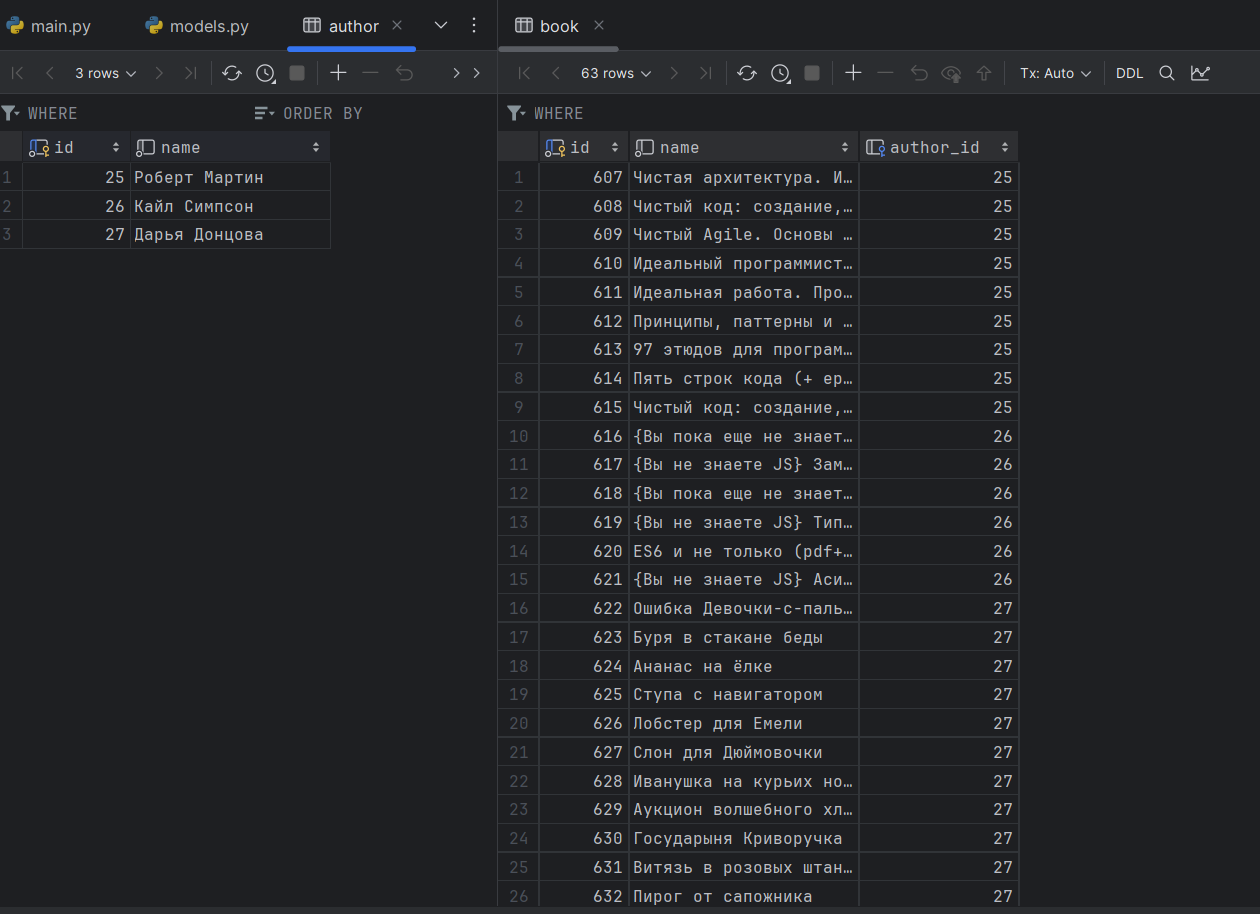 main.py models.py author book
3 rows
63 rows Tx: Auto DDL
WHERE ORDER BY
WHERE
id name
1 25 Роберт Мартин
2 26 Кайл Симпсон
3 27 Дарья Донцова
id name author_id
1 607 Чистая архитектура. И… 25
2 608 Чистый код: создание,… 25
3 609 Чистый Agile. Основы … 25
4 610 Идеальный программист… 25
5 611 Идеальная работа. Про… 25
6 612 Принципы, паттерны и … 25
7 613 97 этюдов для програм… 25
8 614 Пять строк кода (+ ер… 25
9 615 Чистый код: создание,… 25
10 616 {Вы пока еще не знает… 26
11 617 {Вы не знаете JS} Зам… 26
12 618 {Вы пока еще не знает… 26
13 619 {Вы не знаете JS} Тип… 26
14 620 ES6 и не только (pdf+… 26
15 621 {Вы не знаете JS} Аси… 26
16 622 Ошибка Девочки-с-паль… 27
17 623 Буря в стакане беды 27
18 624 Ананас на ёлке 27
19 625 Ступа с навигатором 27
20 626 Лобстер для Емели 27
21 627 Слон для Дюймовочки 27
22 628 Иванушка на курьих но… 27
23 629 Аукцион волшебного хл… 27
24 630 Государыня Криворучка 27
25 631 Витязь в розовых штан… 27
26 632 Пирог от сапожника 27